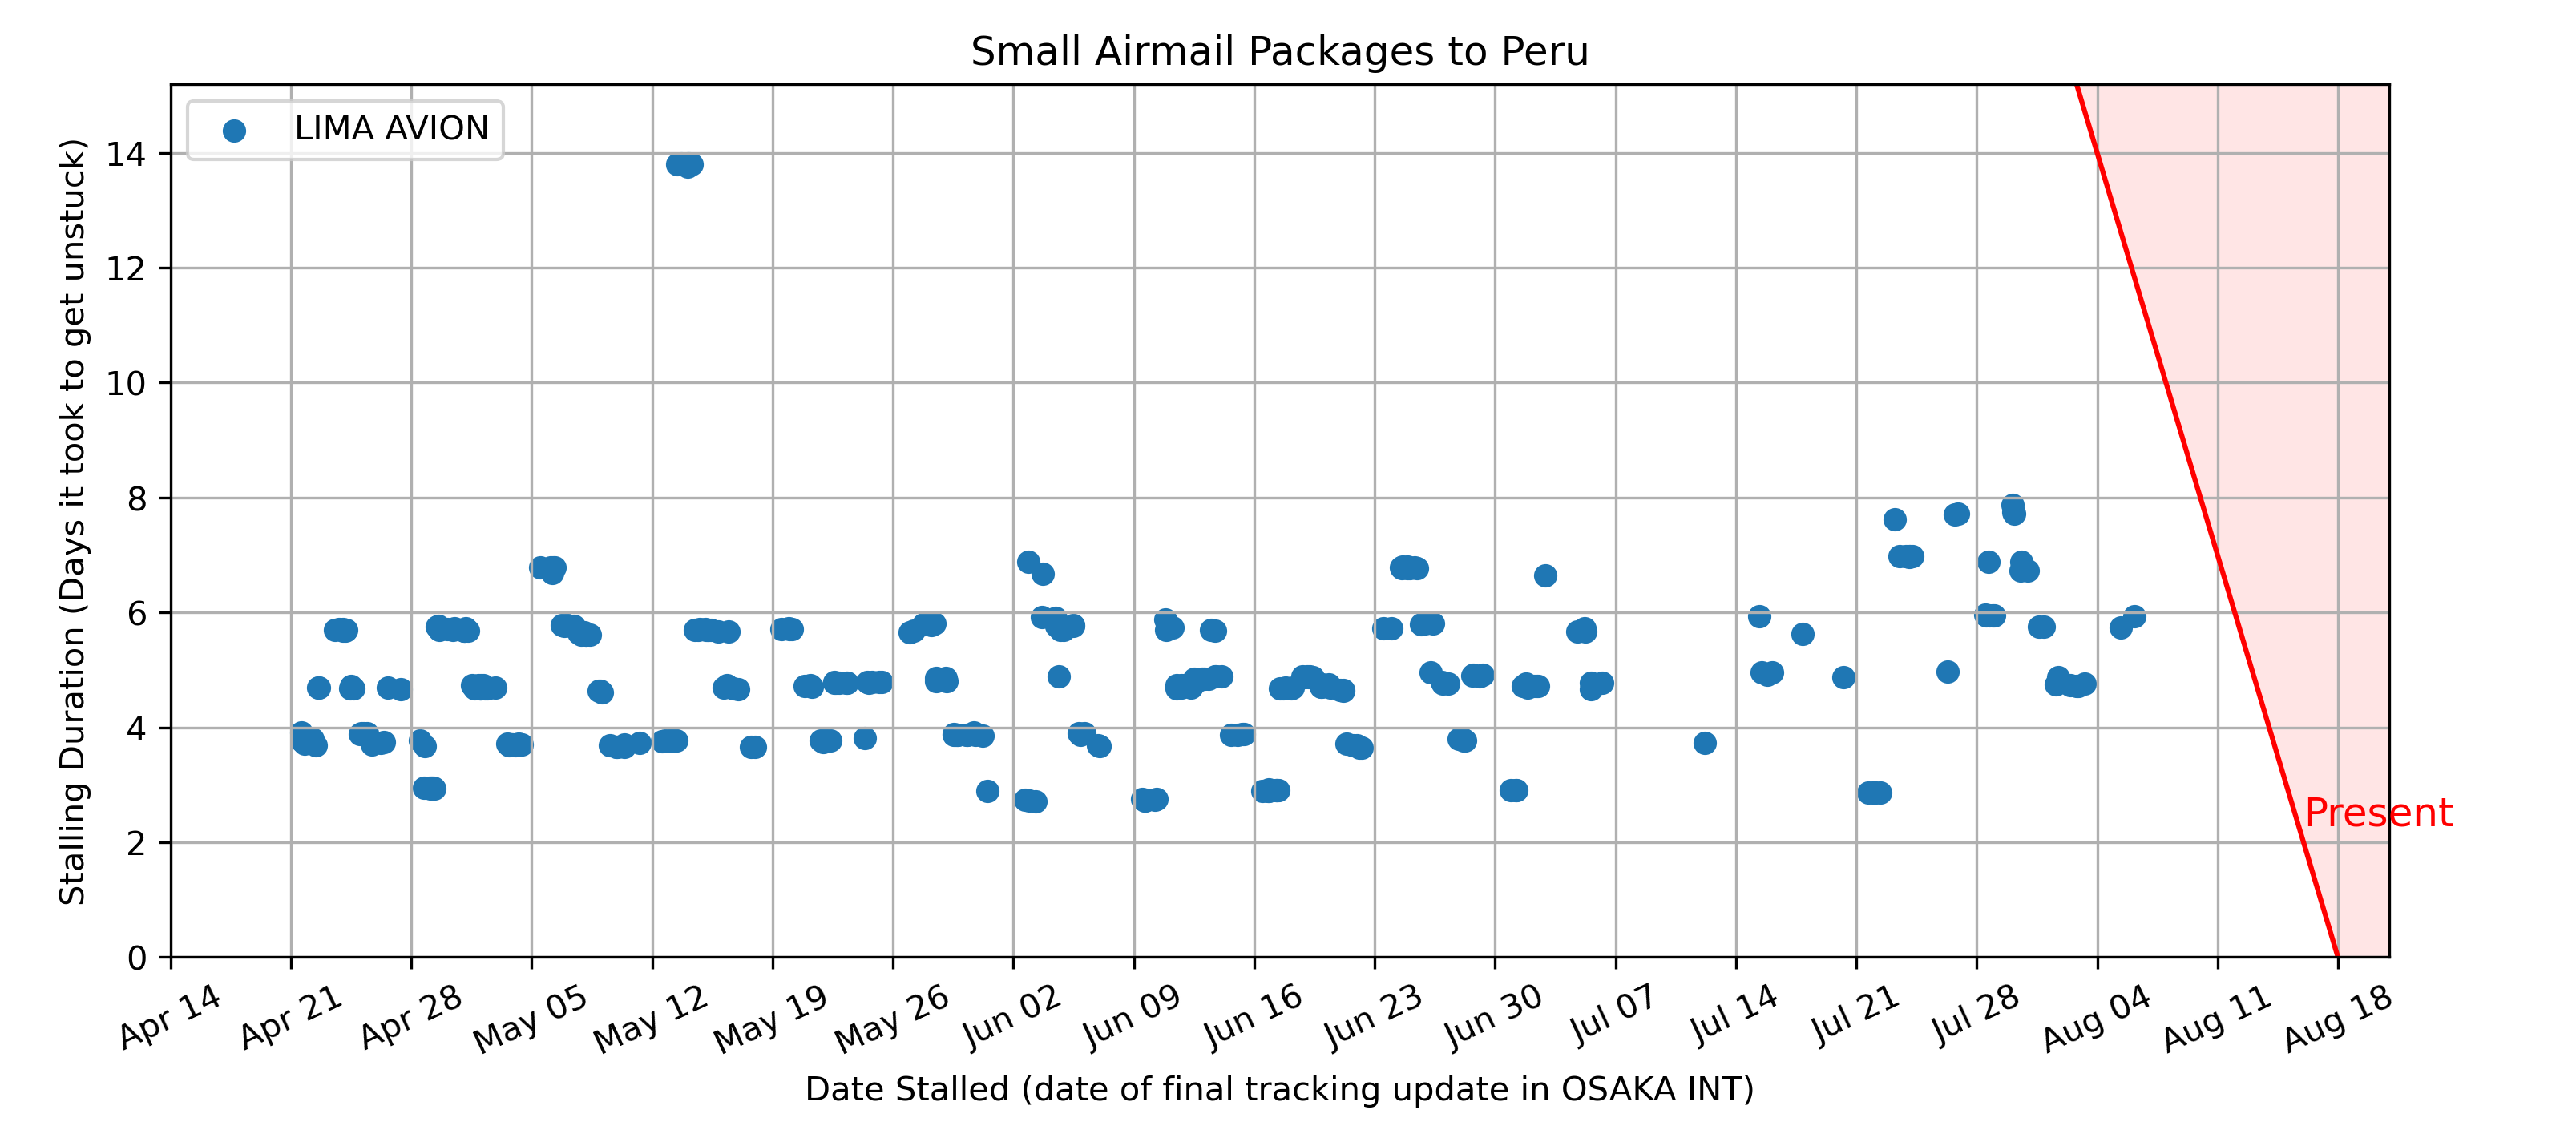 Small Airmail Packages to Peru
LIMA AVION
Stalling Duration (Days it took to get unstuck)
14
12
10
8
6
4
2
0
Present
Apr 14
Apr 21
Apr 28
May 05
May 12
May 19
May 26
Jun 02
Jun 09
Jun 16
Jun 23
Jun 30
Jul 07
Jul 14
Jul 21
Jul 28
Aug 04
Aug 11
Aug 18
Date Stalled (date of final tracking update in OSAKA INT)